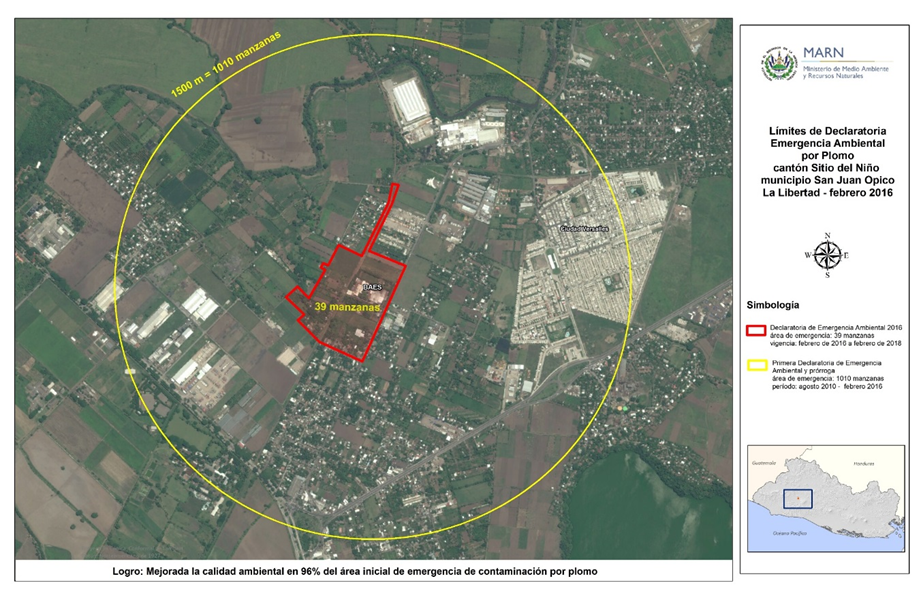 1500 m = 1010 manzanas
Ciudad Versalles
BAES
39 manzanas
Logro: Mejorada la calidad ambiental en 96% del área inicial de emergencia de contaminación por plomo
MARN
Ministerio de Medio Ambiente
y Recursos Naturales
Límites de Declaratoria
Emergencia Ambiental
por Plomo
cantón Sitio del Niño
municipio San Juan Opico
La Libertad - febrero 2016
N
W E
S
Simbología
Declaratoria de Emergencia Ambiental 2016
área de emergencia: 39 manzanas
vigencia: febrero de 2016 a febrero de 2018
Primera Declaratoria de Emergencia
Ambiental y prórroga
área de emergencia: 1010 manzanas
período: agosto 2010 - febrero 2016
Guatemala
Honduras
Océano Pacífico